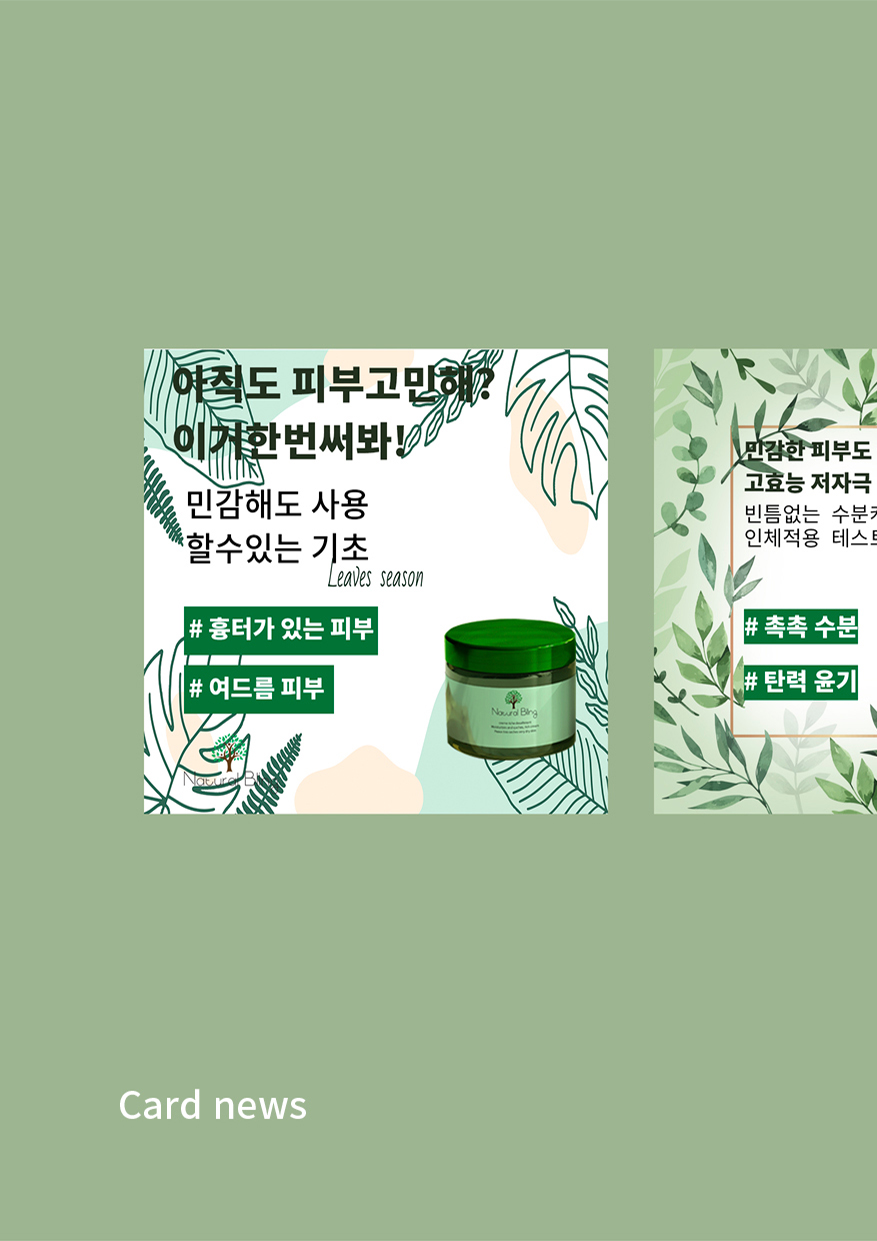 아직도 피부고민해?
이거한번써봐!
민감해도 사용
할수있는 기초
Leaves season
# 흉터가 있는 피부
# 여드름 피부
Natural Bling
Natural Bling
민감한 피부도
고효능 저자극
빈틈없는 수분
인체적용 테스트
# 촉촉 수분
# 탄력 윤기
Card news